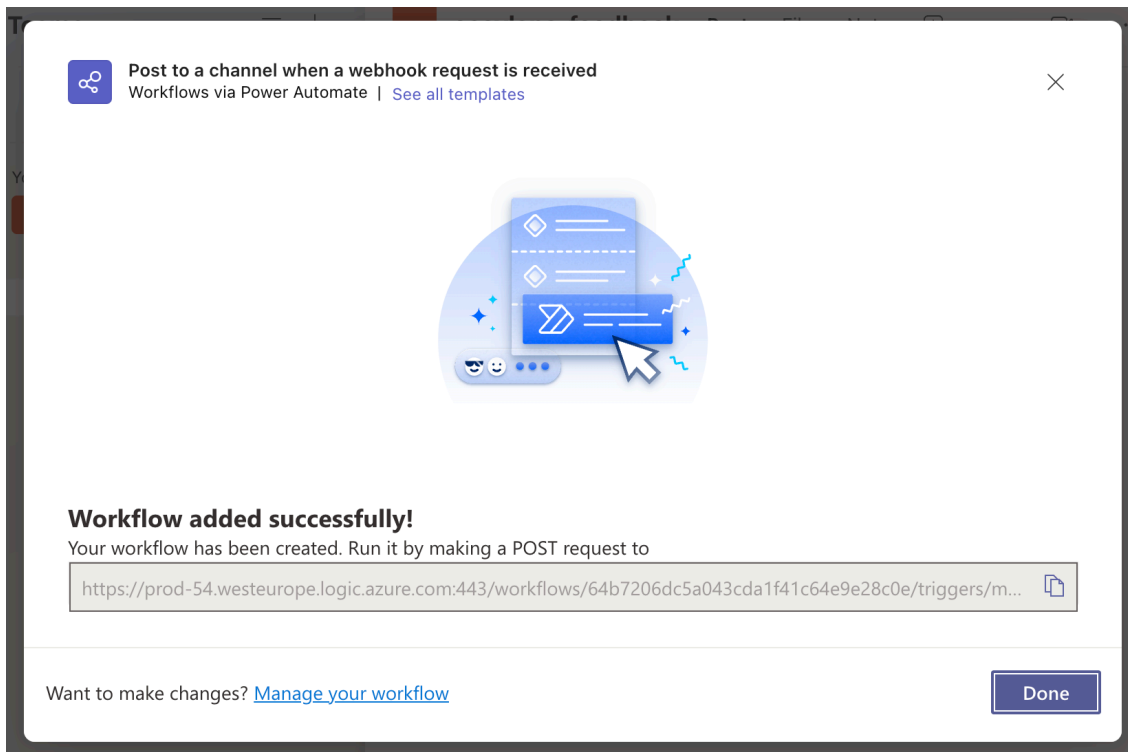 Post to a channel when a webhook request is received
Workflows via Power Automate | See all templates
Workflow added successfully!
Your workflow has been created. Run it by making a POST request to
https://prod-54.westeurope.logic.azure.com:443/workflows/64b7206dc5a043cda1f41c64e9e28c0e/triggers/m...
Want to make changes? Manage your workflow
Done